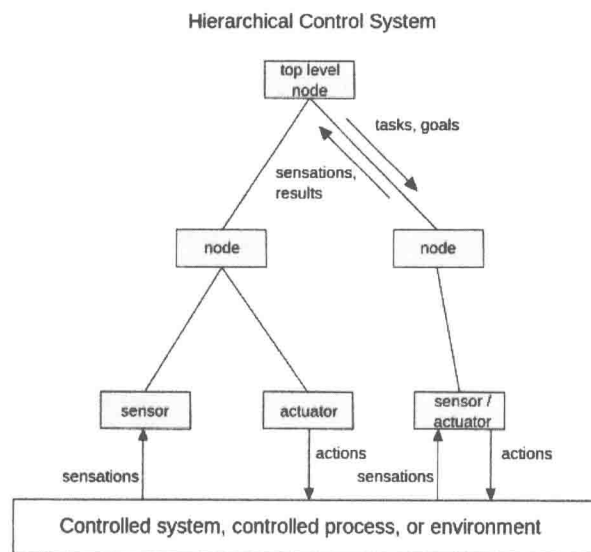 Hierarchical Control System
top level
node
tasks, goals
sensations,
results
node
node
sensor
actuator
sensor /
actuator
sensations
actions
sensations
actions
Controlled system, controlled process, or environment